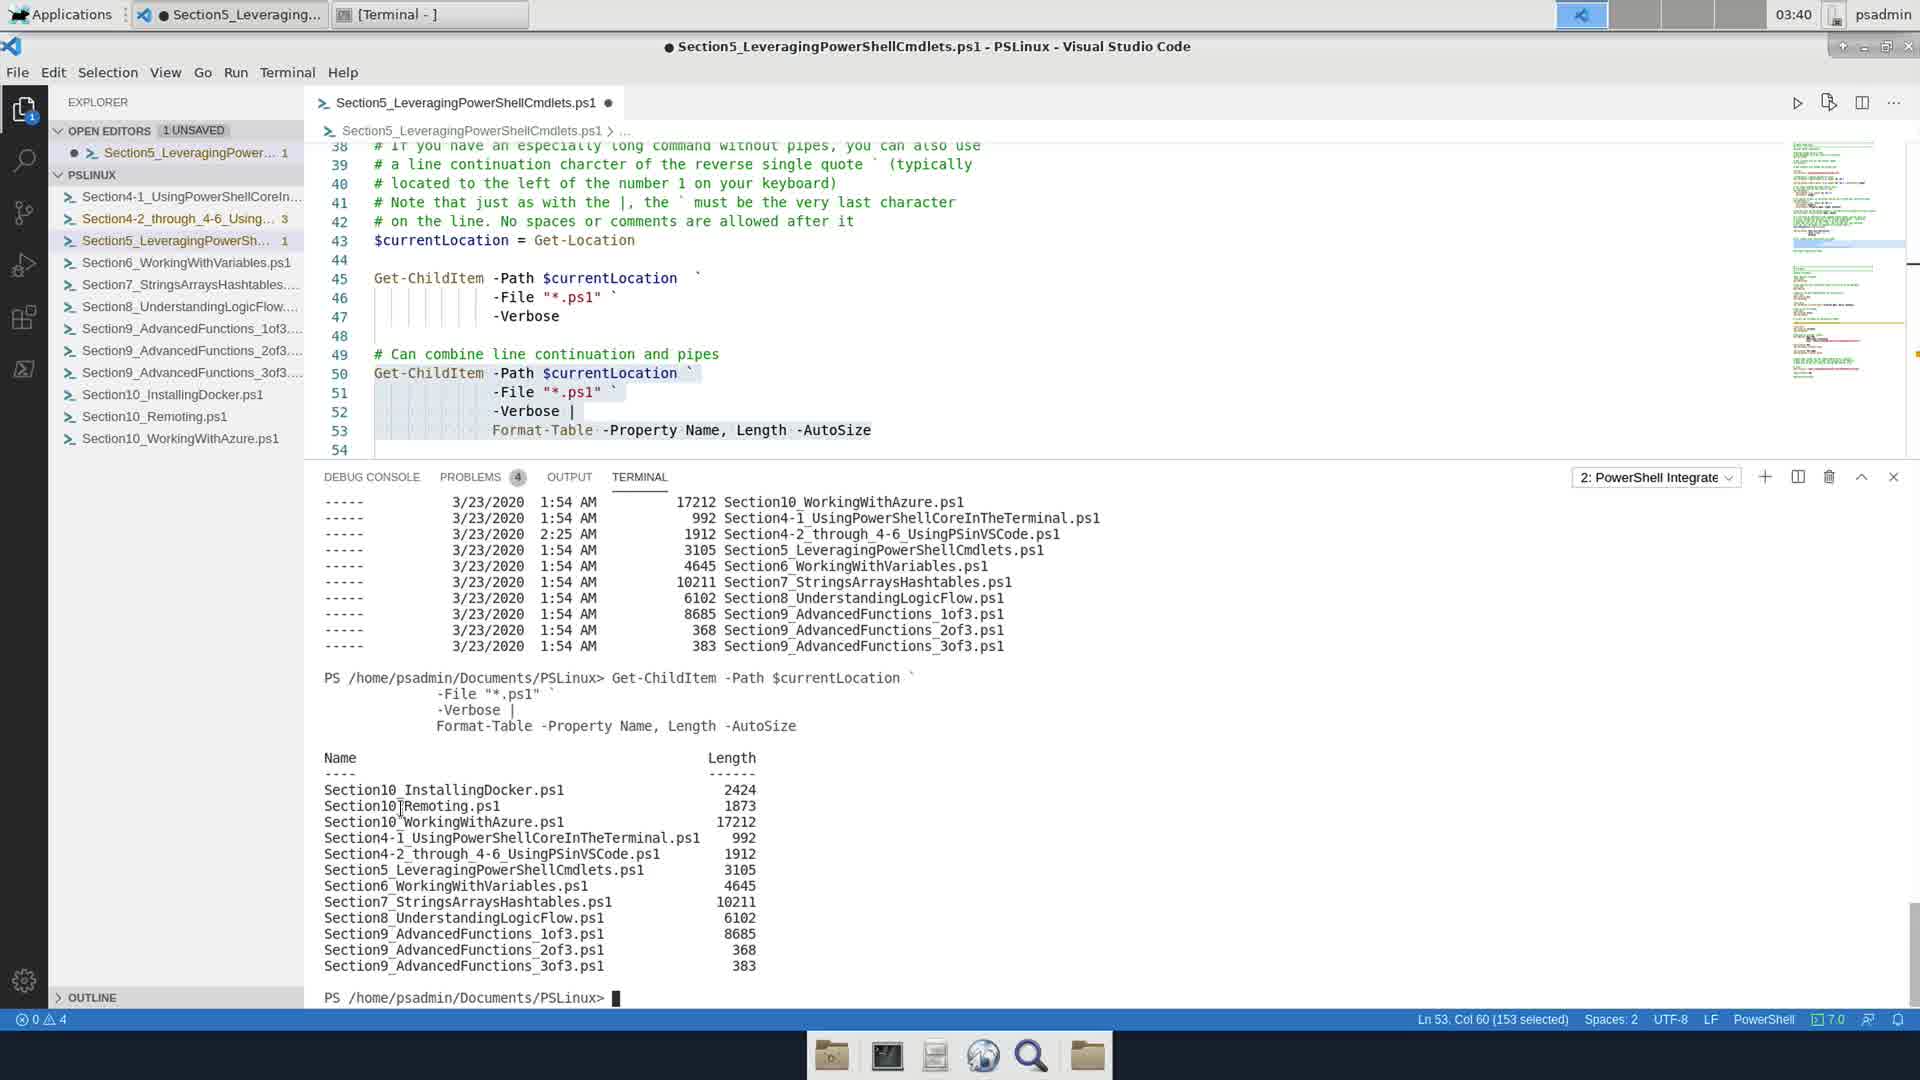 Applications
● Section5_Leveraging...
[Terminal - ]
03:40
psadmin
● Section5_LeveragingPowerShellCmdlets.ps1 - PSLinux - Visual Studio Code
File Edit Selection View Go Run Terminal Help
EXPLORER
OPEN EDITORS 1 UNSAVED
● Section5_LeveragingPower... 1
PSLINUX
Section4-1_UsingPowerShellCoreIn...
Section4-2_through_4-6_Using... 3
Section5_LeveragingPowerSh... 1
Section6_WorkingWithVariables.ps1
Section7_StringsArraysHashtables....
Section8_UnderstandingLogicFlow....
Section9_AdvancedFunctions_1of3....
Section9_AdvancedFunctions_2of3....
Section9_AdvancedFunctions_3of3....
Section10_InstallingDocker.ps1
Section10_Remoting.ps1
Section10_WorkingWithAzure.ps1
OUTLINE
1
Section5_LeveragingPowerShellCmdlets.ps1 ●
Section5_LeveragingPowerShellCmdlets.ps1 > ...
38 # If you have an especially long command without pipes, you can also use
39 # a line continuation charcter of the reverse single quote ` (typically
40 # located to the left of the number 1 on your keyboard)
41 # Note that just as with the |, the ` must be the very last character
42 # on the line. No spaces or comments are allowed after it
43 $currentLocation = Get-Location
44
45 Get-ChildItem -Path $currentLocation  `
46 -File "*.ps1" `
47 -Verbose
48
49 # Can combine line continuation and pipes
50 Get-ChildItem -Path $currentLocation `
51 -File "*.ps1" `
52 -Verbose |
53 Format-Table -Property Name, Length -AutoSize
54
DEBUG CONSOLE PROBLEMS 4 OUTPUT TERMINAL
2: PowerShell Integrate
----- 3/23/2020 1:54 AM 17212 Section10_WorkingWithAzure.ps1
----- 3/23/2020 1:54 AM 992 Section4-1_UsingPowerShellCoreInTheTerminal.ps1
----- 3/23/2020 2:25 AM 1912 Section4-2_through_4-6_UsingPSinVSCode.ps1
----- 3/23/2020 1:54 AM 3105 Section5_LeveragingPowerShellCmdlets.ps1
----- 3/23/2020 1:54 AM 4645 Section6_WorkingWithVariables.ps1
----- 3/23/2020 1:54 AM 10211 Section7_StringsArraysHashtables.ps1
----- 3/23/2020 1:54 AM 6102 Section8_UnderstandingLogicFlow.ps1
----- 3/23/2020 1:54 AM 8685 Section9_AdvancedFunctions_1of3.ps1
----- 3/23/2020 1:54 AM 368 Section9_AdvancedFunctions_2of3.ps1
----- 3/23/2020 1:54 AM 383 Section9_AdvancedFunctions_3of3.ps1
PS /home/psadmin/Documents/PSLinux> Get-ChildItem -Path $currentLocation `
-File "*.ps1" `
-Verbose |
Format-Table -Property Name, Length -AutoSize
Name Length
---- ------
Section10_InstallingDocker.ps1 2424
Section10_Remoting.ps1 1873
Section10_WorkingWithAzure.ps1 17212
Section4-1_UsingPowerShellCoreInTheTerminal.ps1 992
Section4-2_through_4-6_UsingPSinVSCode.ps1 1912
Section5_LeveragingPowerShellCmdlets.ps1 3105
Section6_WorkingWithVariables.ps1 4645
Section7_StringsArraysHashtables.ps1 10211
Section8_UnderstandingLogicFlow.ps1 6102
Section9_AdvancedFunctions_1of3.ps1 8685
Section9_AdvancedFunctions_2of3.ps1 368
Section9_AdvancedFunctions_3of3.ps1 383
PS /home/psadmin/Documents/PSLinux>
0 4
Ln 53, Col 60 (153 selected) Spaces: 2 UTF-8 LF PowerShell 7.0